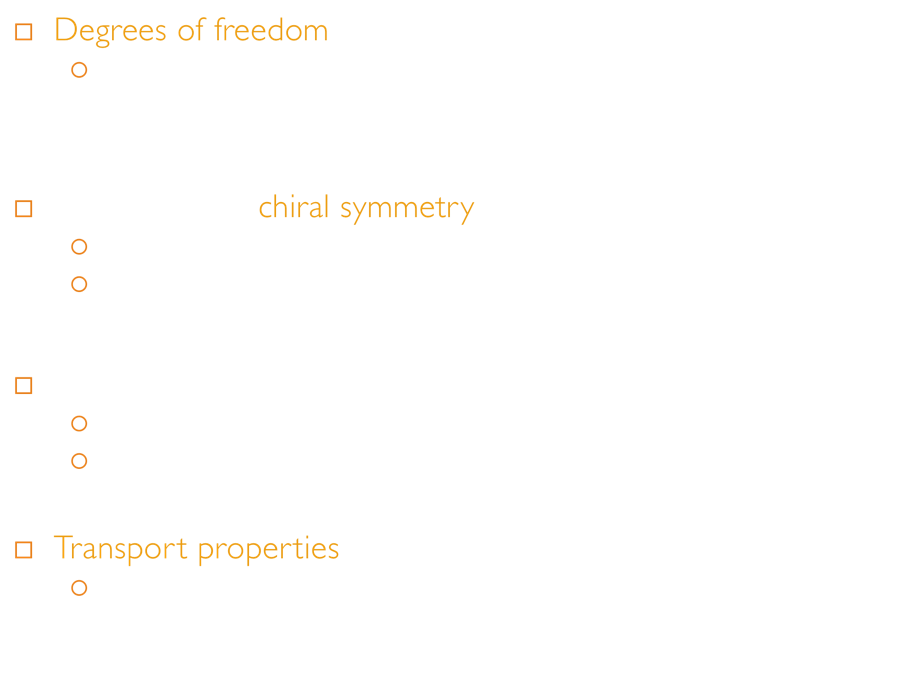 Degrees of freedom
chiral symmetry
Transport properties